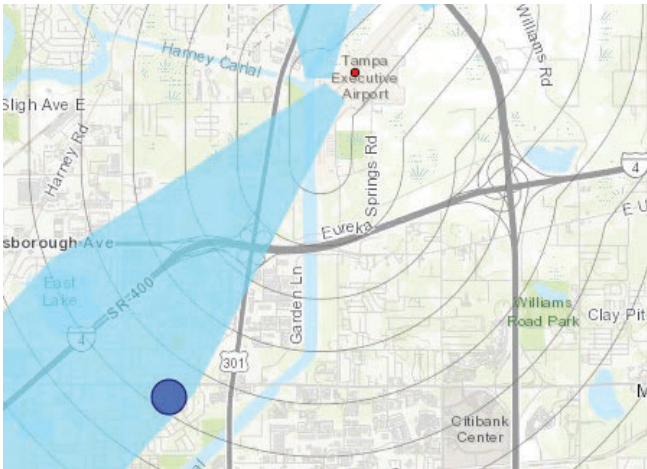 Harney Canal
Tampa
Executive
Airport
Williams Rd
Sligh Ave E
Harney Rd
Springs Rd
4
Eureka
E U
sborough Ave
East
Lake
SR-400
Garden Ln
Williams
Road Park
Clay Pit
4
301
M
Citibank
Center